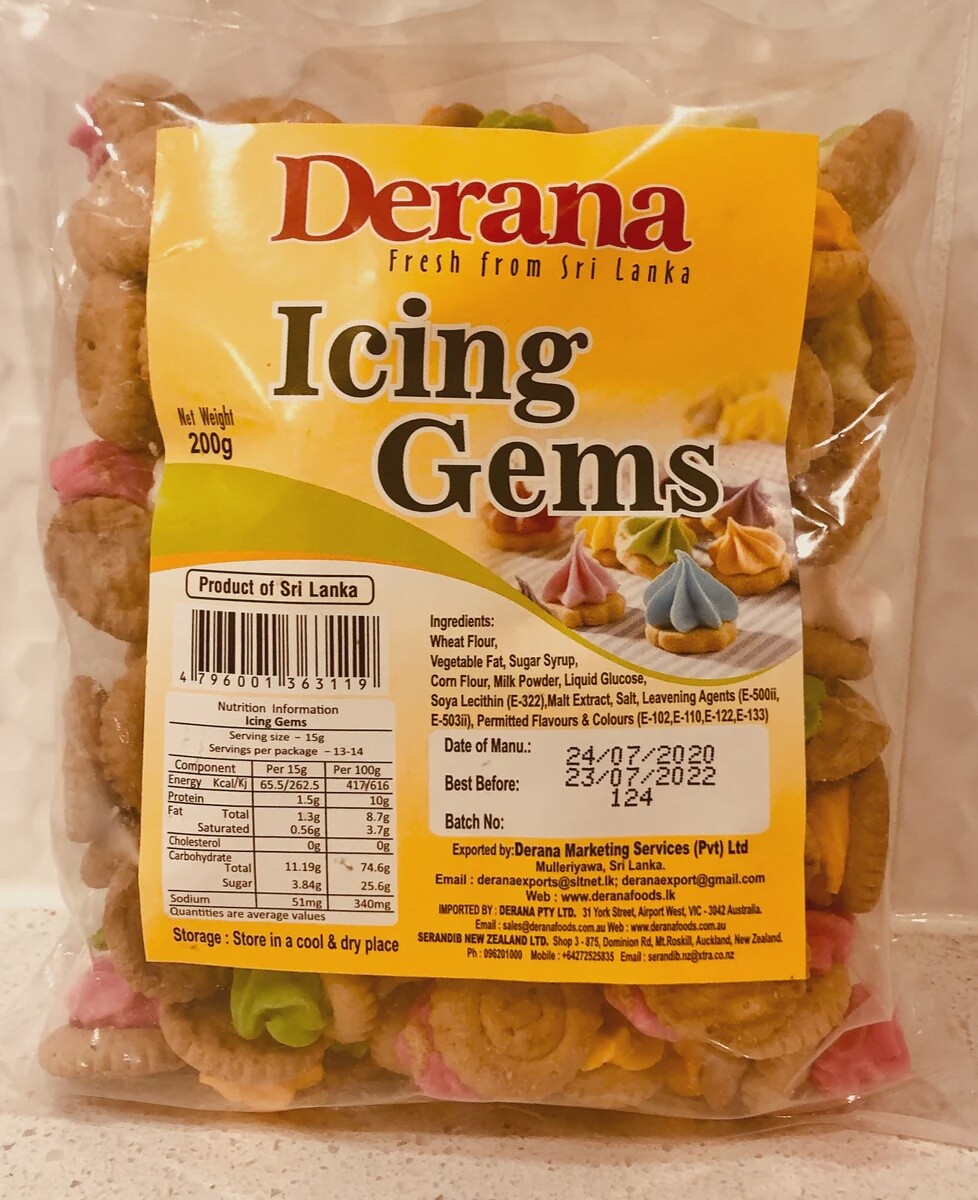 Derana
Fresh from Sri Lanka
Icing
Gems
Net Weight
200g
Product of Sri Lanka
4 796001 363119
Nutrition Information
Icing Gems
Serving size - 15g
Servings per package - 13-14
Component Per 15g Per 100g
Energy Kcal/Kj 65.5/262.5 417/616
Protein 1.5g 10g
Fat Total 1.3g 8.7g
Saturated 0.56g 3.7g
Cholesterol 0g 0g
Carbohydrate
Total 11.19g 74.6g
Sugar 3.84g 25.6g
Sodium 51mg 340mg
Quantities are average values
Storage : Store in a cool & dry place
Ingredients:
Wheat Flour,
Vegetable Fat, Sugar Syrup,
Corn Flour, Milk Powder, Liquid Glucose,
Soya Lecithin (E-322),Malt Extract, Salt, Leavening Agents (E-500ii,
E-503ii), Permitted Flavours & Colours (E-102,E-110,E-122,E-133)
Date of Manu.: 24/07/2020
Best Before: 23/07/2022
124
Batch No:
Exported by:Derana Marketing Services (Pvt) Ltd
Mulleriyawa, Sri Lanka.
Email : deranaexports@sltnet.lk; deranaexport@gmail.com
Web : www.deranafoods.lk
IMPORTED BY : DERANA PTY LTD. 31 York Street, Airport West, VIC - 3042 Australia.
Email : sales@deranafoods.com.au Web : www.deranafoods.com.au
SERANDIB NEW ZEALAND LTD. Shop 3 - 875, Dominion Rd, Mt.Roskill, Auckland, New Zealand.
Ph : 096201000 Mobile : +64272525835 Email : serandib.nz@xtra.co.nz